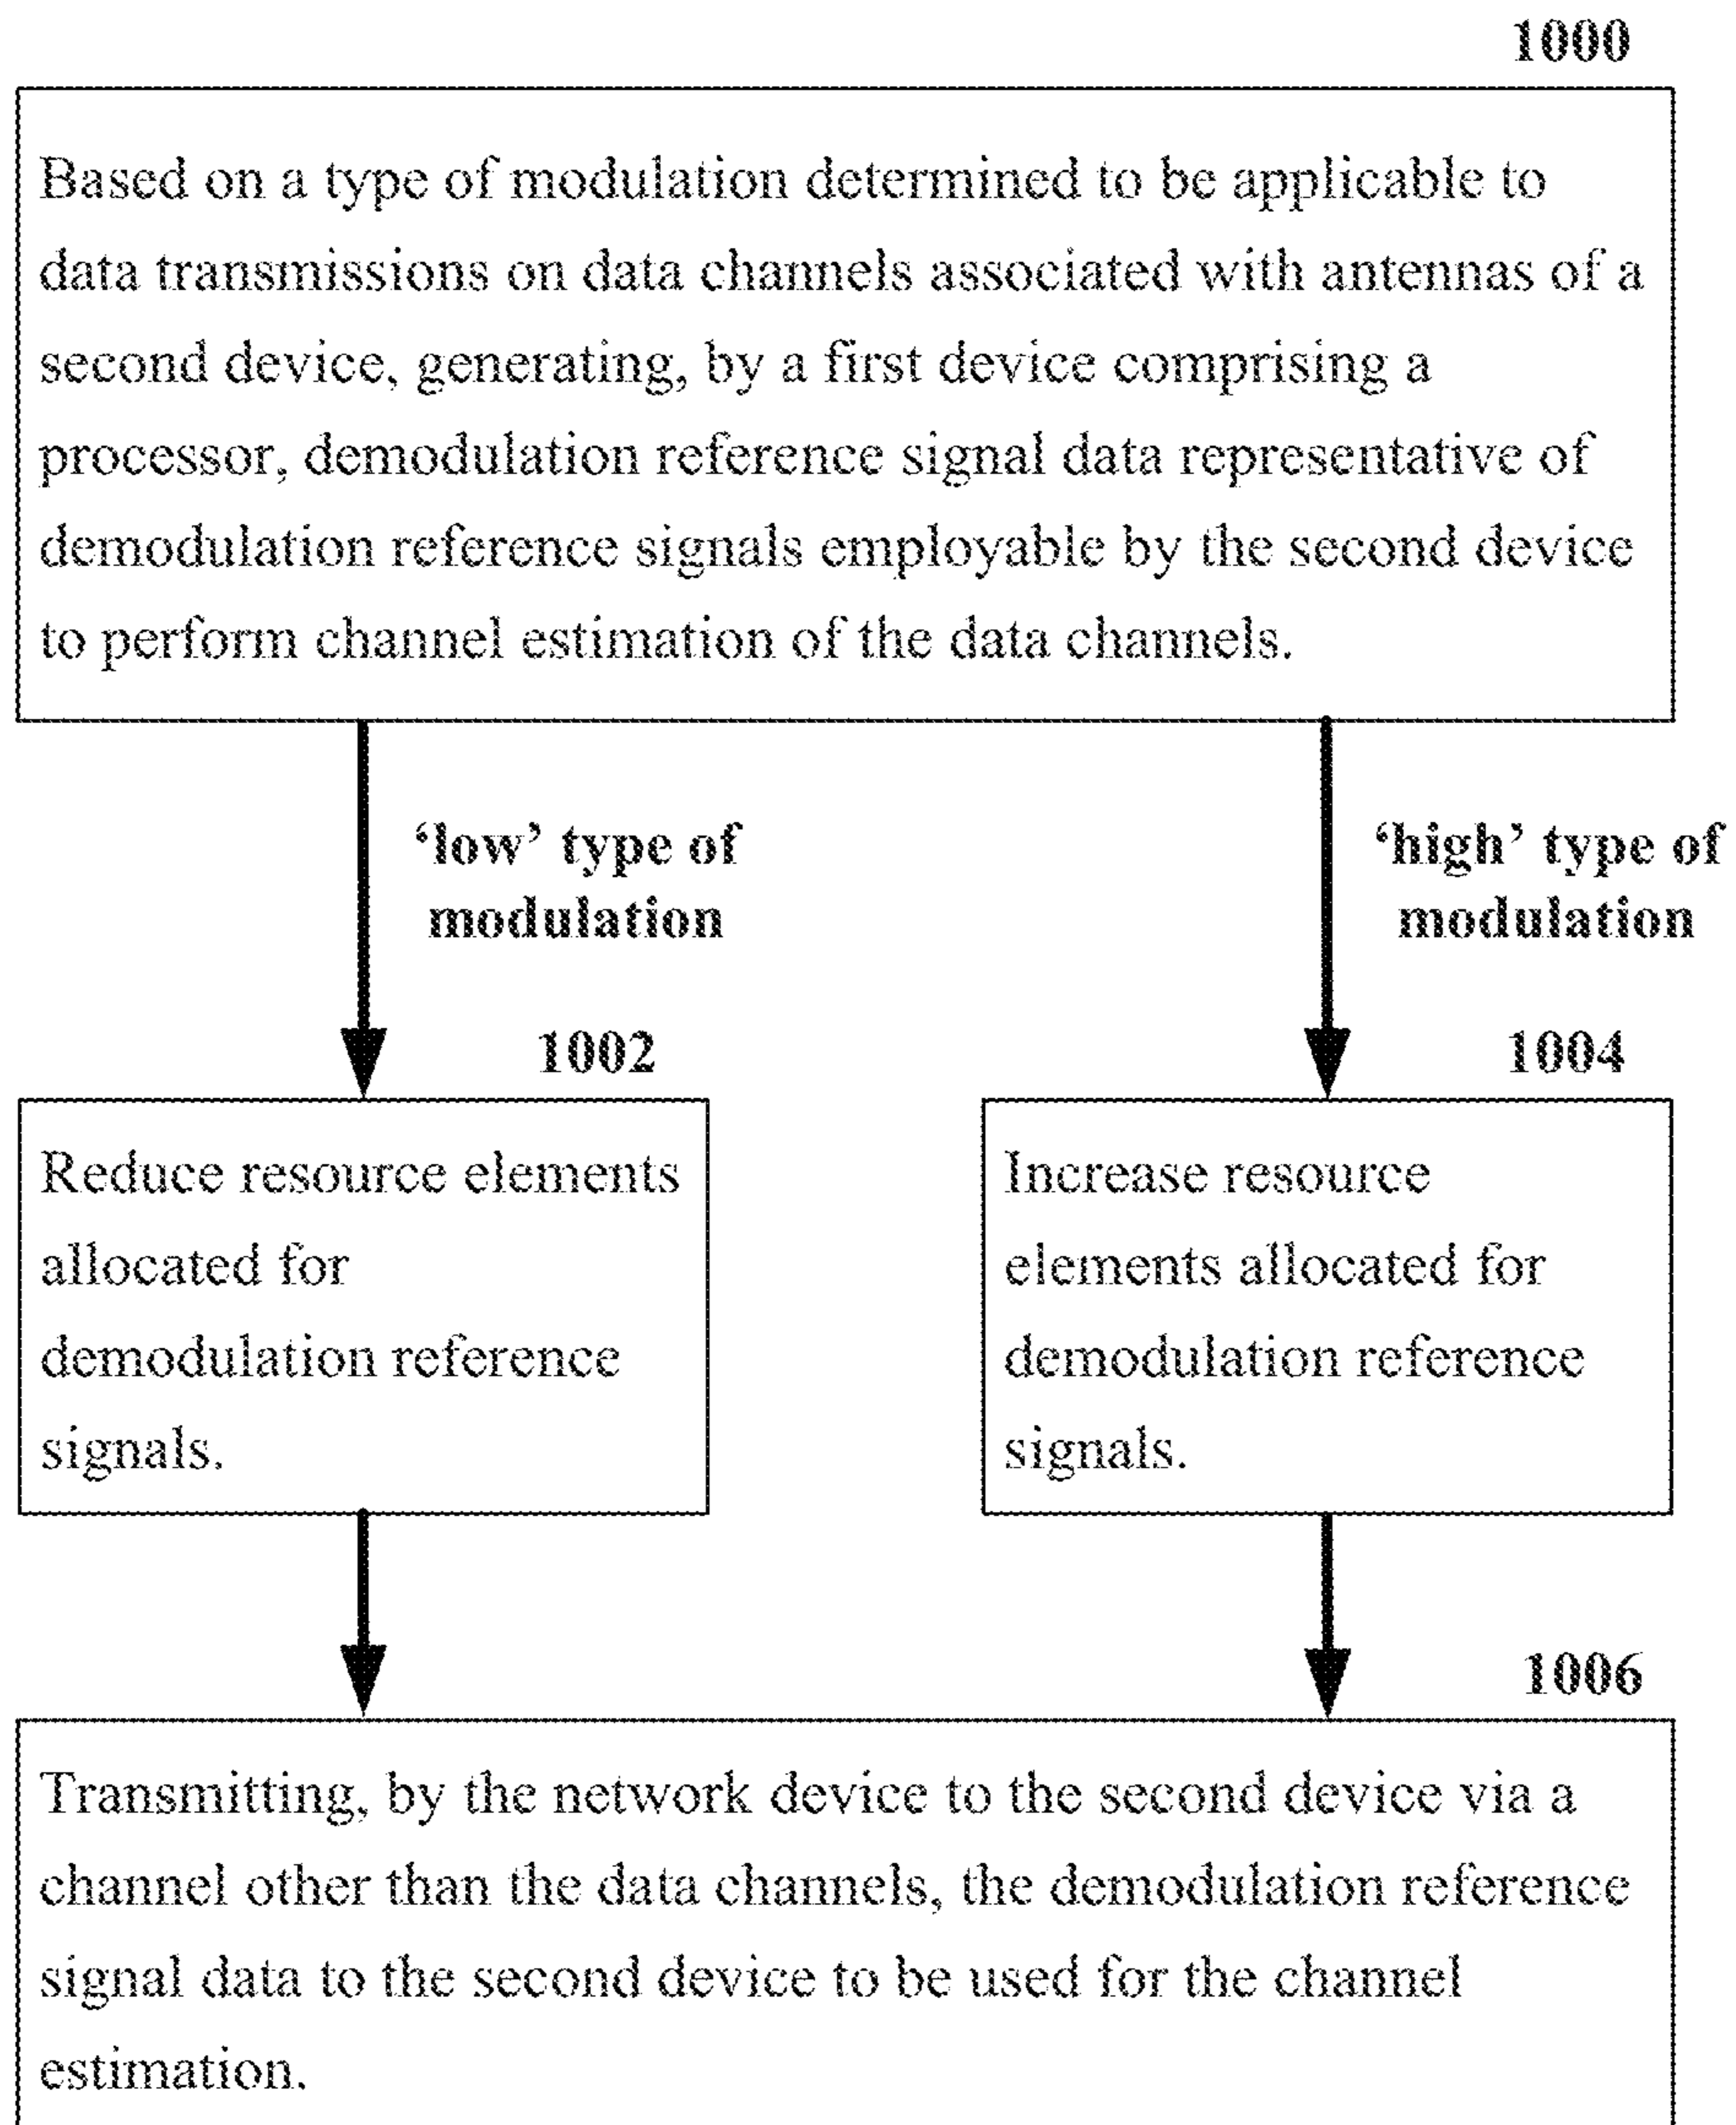 1000
Based on a type of modulation determined to be applicable to
data transmissions on data channels associated with antennas of a
second device, generating, by a first device comprising a
processor, demodulation reference signal data representative of
demodulation reference signals employable by the second device
to perform channel estimation of the data channels.
‘low’ type of
modulation
‘high’ type of
modulation
1002
Reduce resource elements
allocated for
demodulation reference
signals.
1004
Increase resource
elements allocated for
demodulation reference
signals.
1006
Transmitting, by the network device to the second device via a
channel other than the data channels, the demodulation reference
signal data to the second device to be used for the channel
estimation.